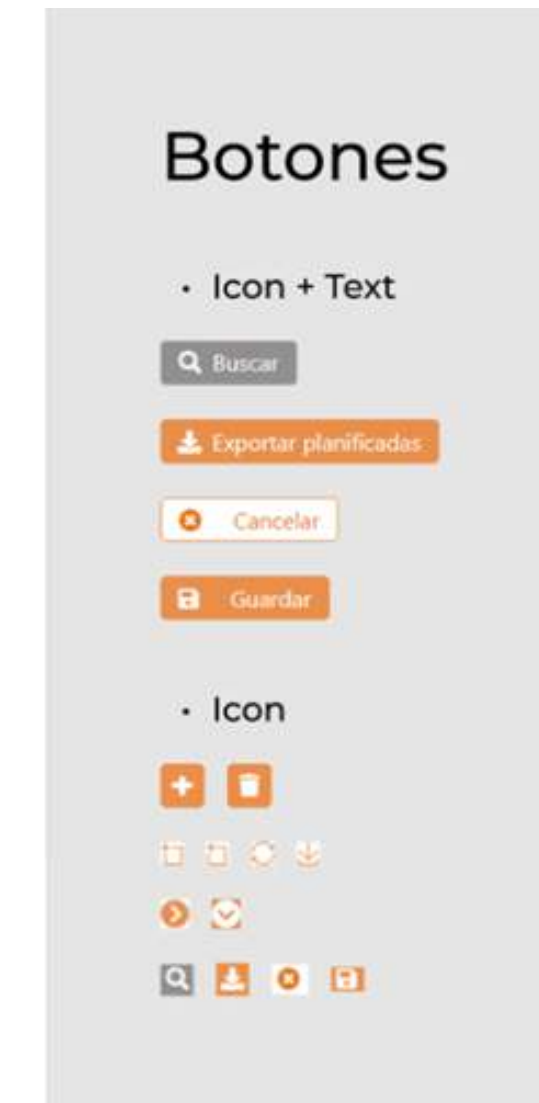 Botones
• Icon + Text
Buscar
Exportar planificadas
Cancelar
Guardar
• Icon